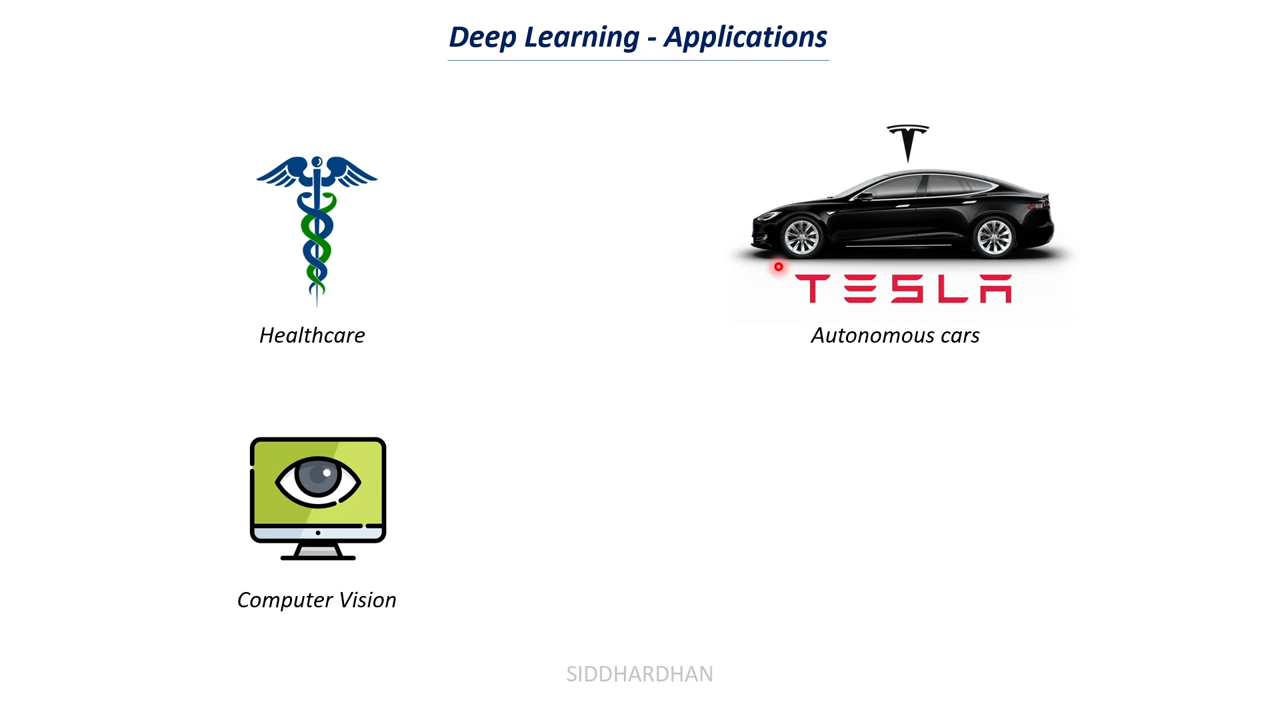 Deep Learning - Applications
TESLA
Healthcare
Autonomous cars
Computer Vision
SIDDHARDHAN